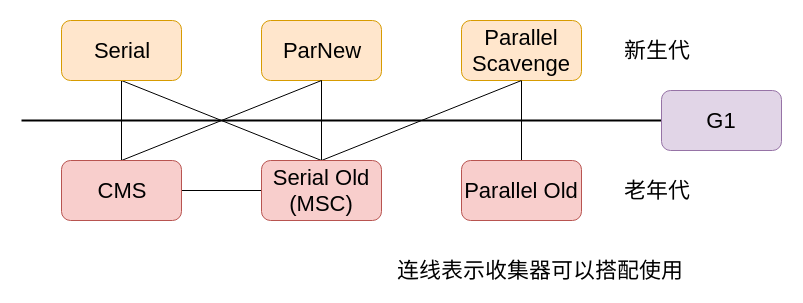 Serial
ParNew
Parallel
Scavenge
新生代
G1
CMS
Serial Old
(MSC)
Parallel Old
老年代
连线表示收集器可以搭配使用